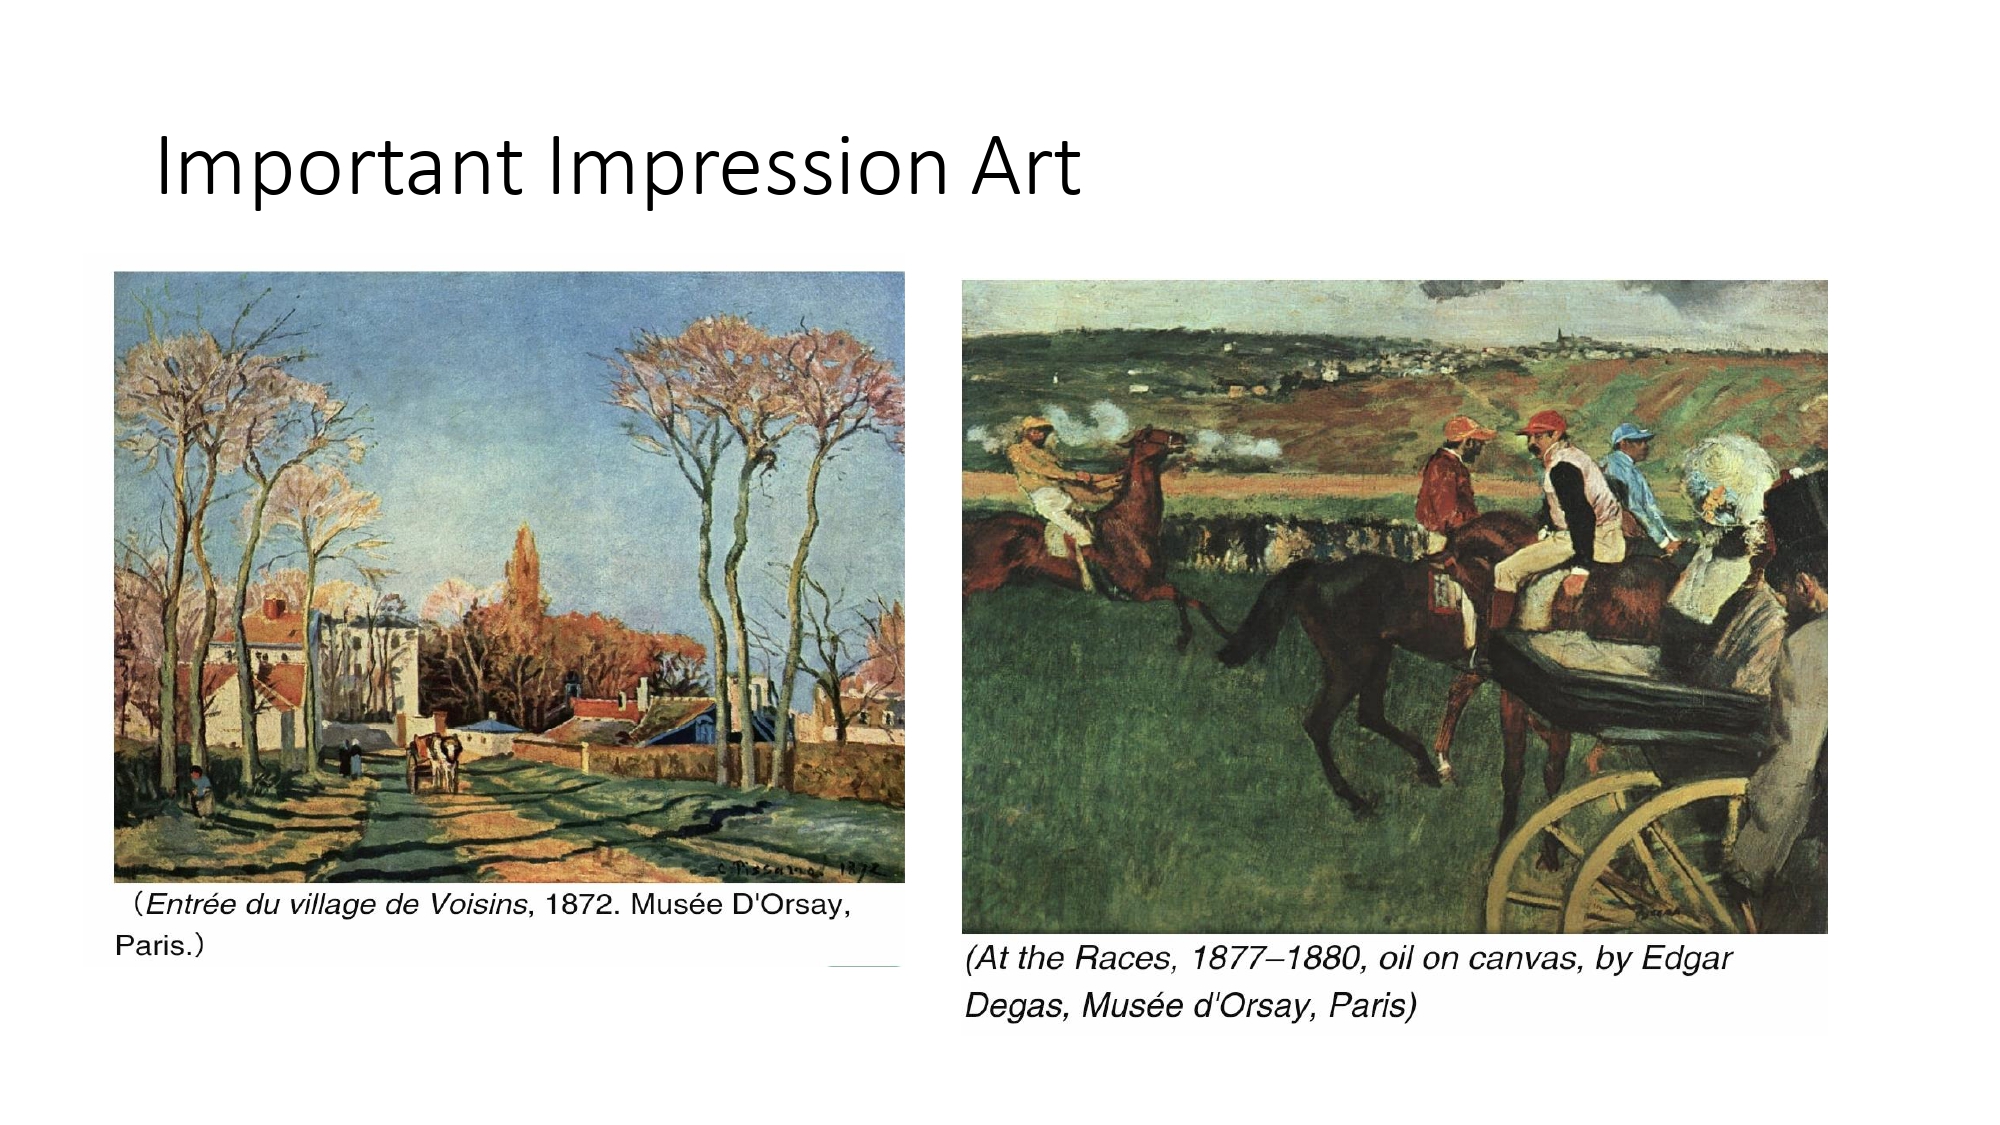 Important Impression Art
C. Pissarro. 1872
（Entrée du village de Voisins, 1872. Musée D'Orsay,
Paris.）
Degas
(At the Races, 1877–1880, oil on canvas, by Edgar
Degas, Musée d'Orsay, Paris)